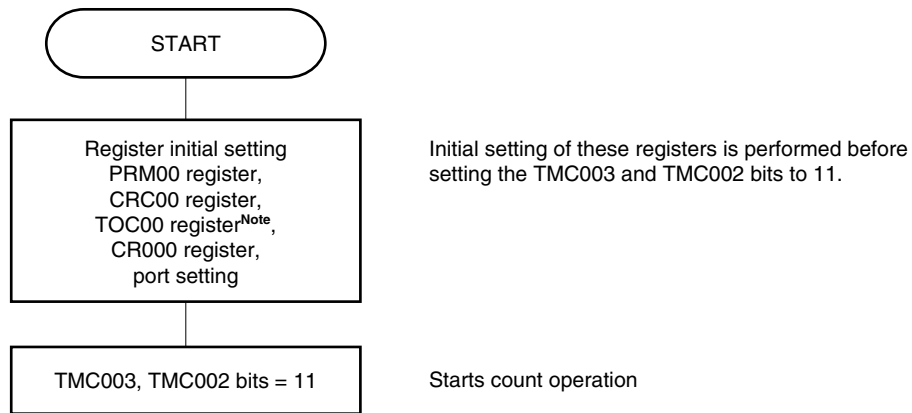 START
Register initial setting
PRM00 register,
CRC00 register,
TOC00 registerNote,
CR000 register,
port setting
Initial setting of these registers is performed before
setting the TMC003 and TMC002 bits to 11.
TMC003, TMC002 bits = 11
Starts count operation